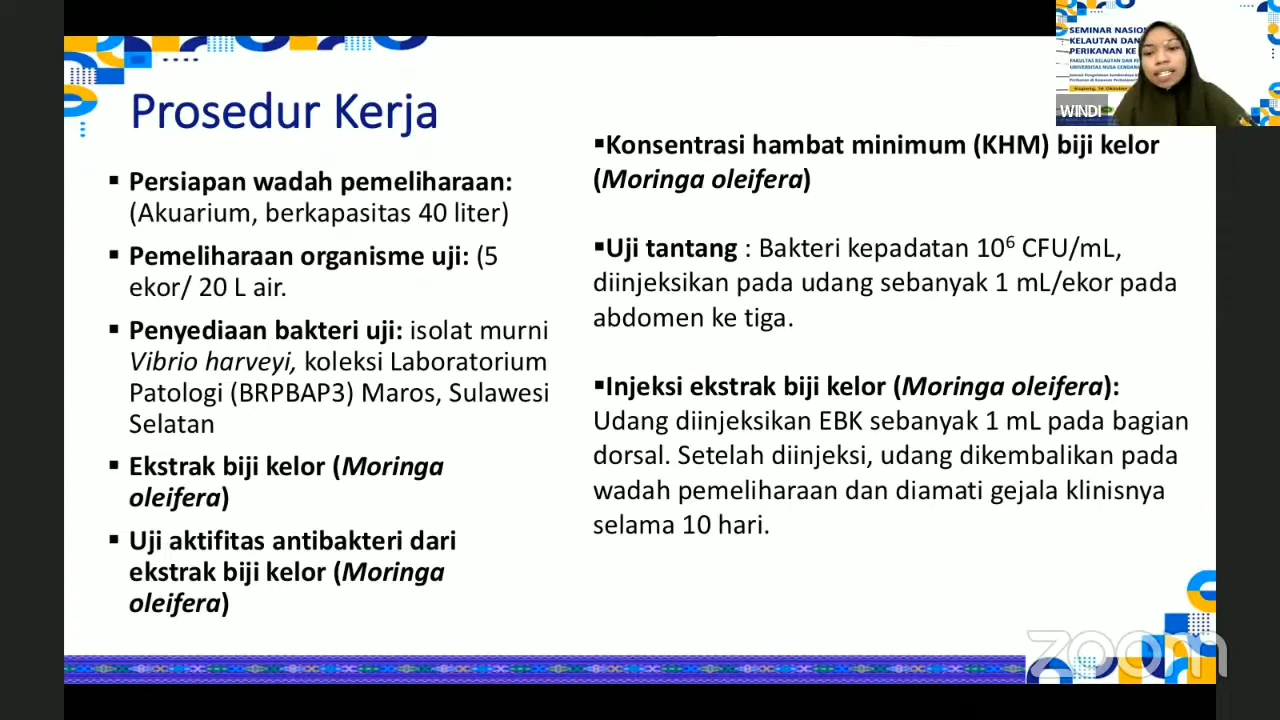 Prosedur Kerja
▪ Persiapan wadah pemeliharaan:
(Akuarium, berkapasitas 40 liter)
▪ Pemeliharaan organisme uji: (5
ekor/ 20 L air.
▪ Penyediaan bakteri uji: isolat murni
Vibrio harveyi, koleksi Laboratorium
Patologi (BRPBAP3) Maros, Sulawesi
Selatan
▪ Ekstrak biji kelor (Moringa
oleifera)
▪ Uji aktifitas antibakteri dari
ekstrak biji kelor (Moringa
oleifera)
▪Konsentrasi hambat minimum (KHM) biji kelor
(Moringa oleifera)
▪Uji tantang : Bakteri kepadatan 10⁶ CFU/mL,
diinjeksikan pada udang sebanyak 1 mL/ekor pada
abdomen ke tiga.
▪Injeksi ekstrak biji kelor (Moringa oleifera):
Udang diinjeksikan EBK sebanyak 1 mL pada bagian
dorsal. Setelah diinjeksi, udang dikembalikan pada
wadah pemeliharaan dan diamati gejala klinisnya
selama 10 hari.
SEMINAR NASION
KELAUTAN DAN
PERIKANAN KE
FAKULTAS KELAUTAN DAN
UNIVERSITAS NUSA CENDAN
WINDI
zoom